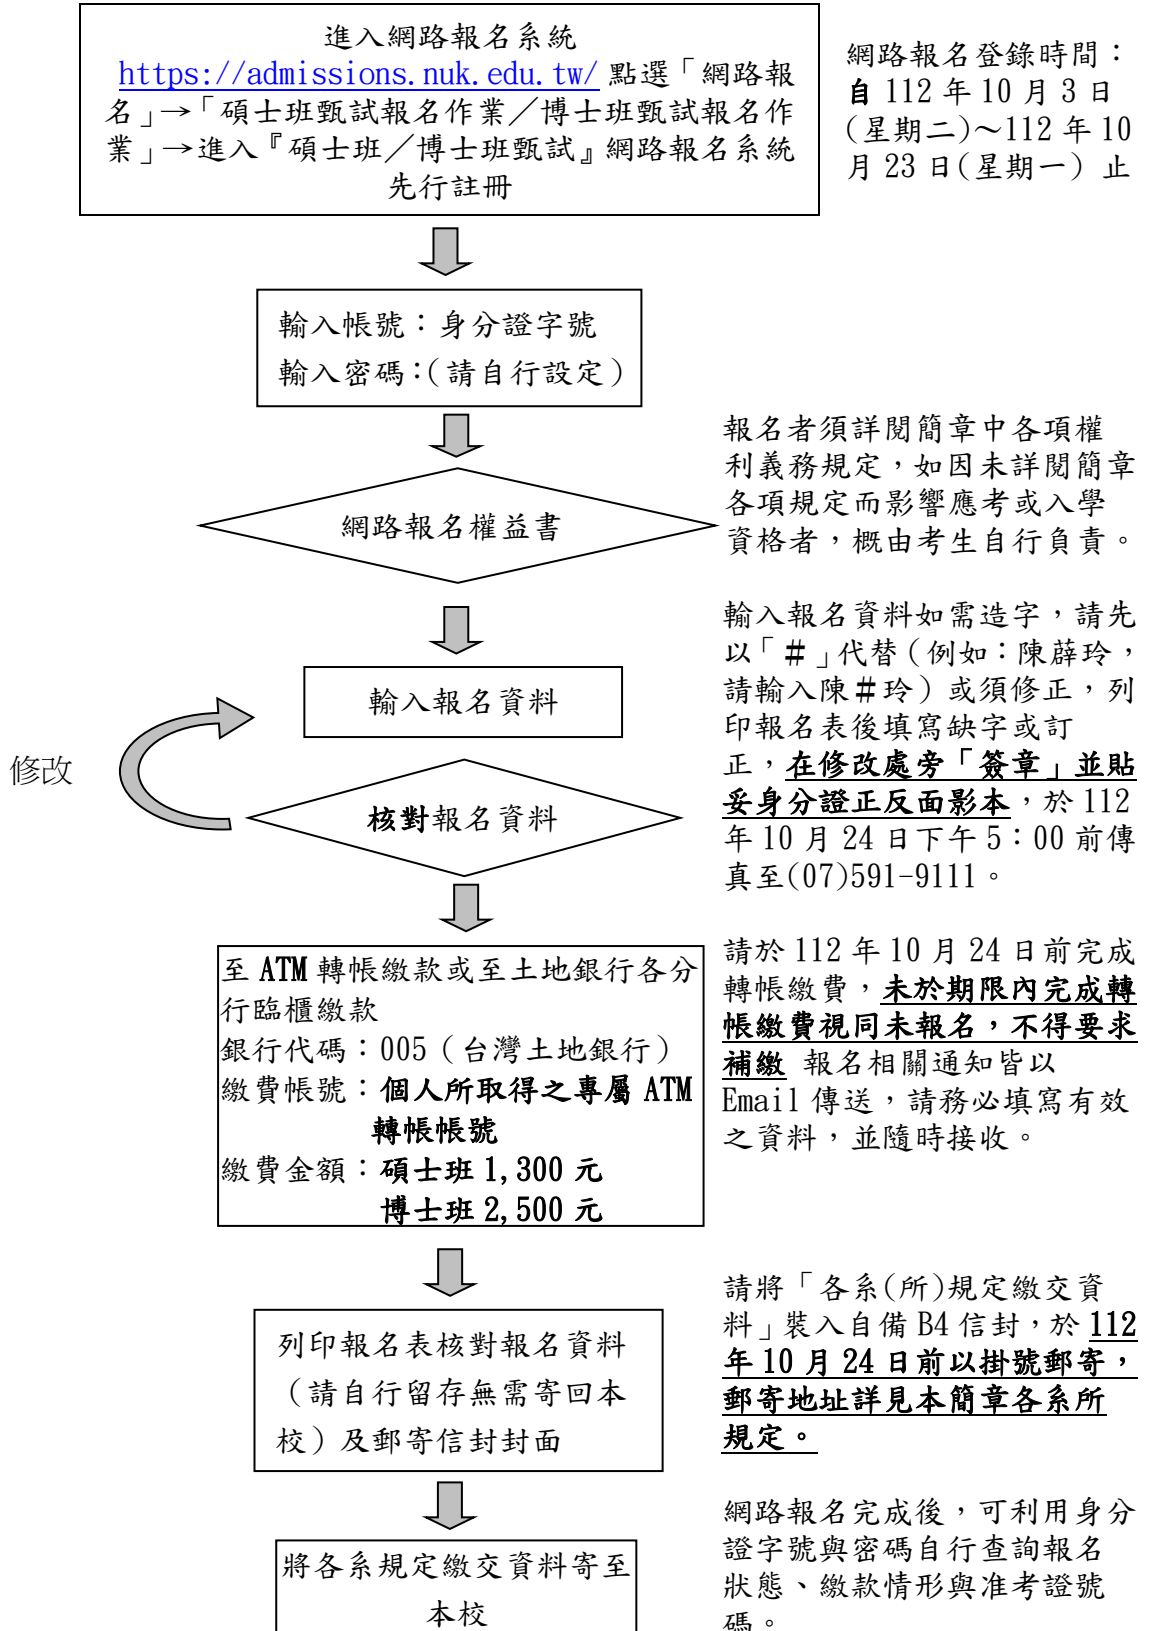 進入網路報名系統
https://admissions.nuk.edu.tw/ 點選「網路報
名」→「碩士班甄試報名作業／博士班甄試報名作
業」→進入『碩士班／博士班甄試』網路報名系統
先行註冊
網路報名登錄時間：
自 112 年 10 月 3 日
(星期二)～112 年 10
月 23 日(星期一) 止
輸入帳號：身分證字號
輸入密碼：(請自行設定)
網路報名權益書
報名者須詳閱簡章中各項權
利義務規定，如因未詳閱簡章
各項規定而影響應考或入學
資格者，概由考生自行負責。
輸入報名資料
輸入報名資料如需造字，請先
以「＃」代替（例如：陳薜玲，
請輸入陳＃玲）或須修正，列
印報名表後填寫缺字或訂
正，在修改處旁「簽章」並貼
妥身分證正反面影本，於 112
年 10 月 24 日下午 5：00 前傳
真至(07)591-9111。
修改
核對報名資料
至 ATM 轉帳繳款或至土地銀行各分
行臨櫃繳款
銀行代碼：005（台灣土地銀行）
繳費帳號：個人所取得之專屬 ATM
轉帳帳號
繳費金額：碩士班 1,300 元
博士班 2,500 元
請於 112 年 10 月 24 日前完成
轉帳繳費，未於期限內完成轉
帳繳費視同未報名，不得要求
補繳 報名相關通知皆以
Email 傳送，請務必填寫有效
之資料，並隨時接收。
列印報名表核對報名資料
（請自行留存無需寄回本
校）及郵寄信封封面
請將「各系(所)規定繳交資
料」裝入自備 B4 信封，於 112
年 10 月 24 日前以掛號郵寄，
郵寄地址詳見本簡章各系所
規定。
將各系規定繳交資料寄至
本校
網路報名完成後，可利用身分
證字號與密碼自行查詢報名
狀態、繳款情形與准考證號
碼。